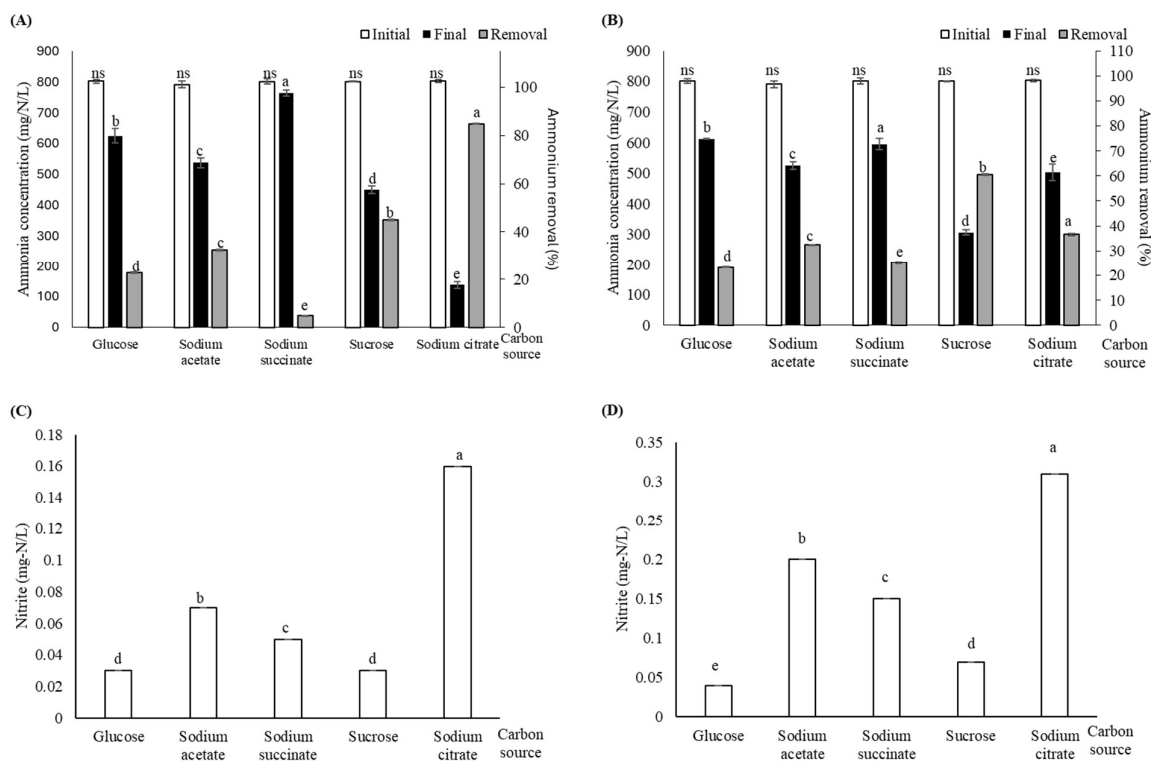 (A)
Initial Final Removal
Ammonia concentration (mg/N/L)
900
800
700
600
500
400
300
200
100
0
ns ns ns ns ns
b c a d e
d c e b a
100
80
60
40
20
0
Ammonium removal (%)
Glucose Sodium acetate Sodium succinate Sucrose Sodium citrate Carbon source
(B)
Initial Final Removal
Ammonia concentration (mg/N/L)
900
800
700
600
500
400
300
200
100
0
ns ns ns ns ns
b c a d e
d c e b a
110
100
90
80
70
60
50
40
30
20
10
0
Ammonium removal (%)
Glucose Sodium acetate Sodium succinate Sucrose Sodium citrate Carbon source
(C)
Nitrite (mg-N/L)
0.18
0.16
0.14
0.12
0.1
0.08
0.06
0.04
0.02
0
d b c d a
Glucose Sodium acetate Sodium succinate Sucrose Sodium citrate Carbon source
(D)
Nitrite (mg-N/L)
0.35
0.3
0.25
0.2
0.15
0.1
0.05
0
e b c d a
Glucose Sodium acetate Sodium succinate Sucrose Sodium citrate Carbon source